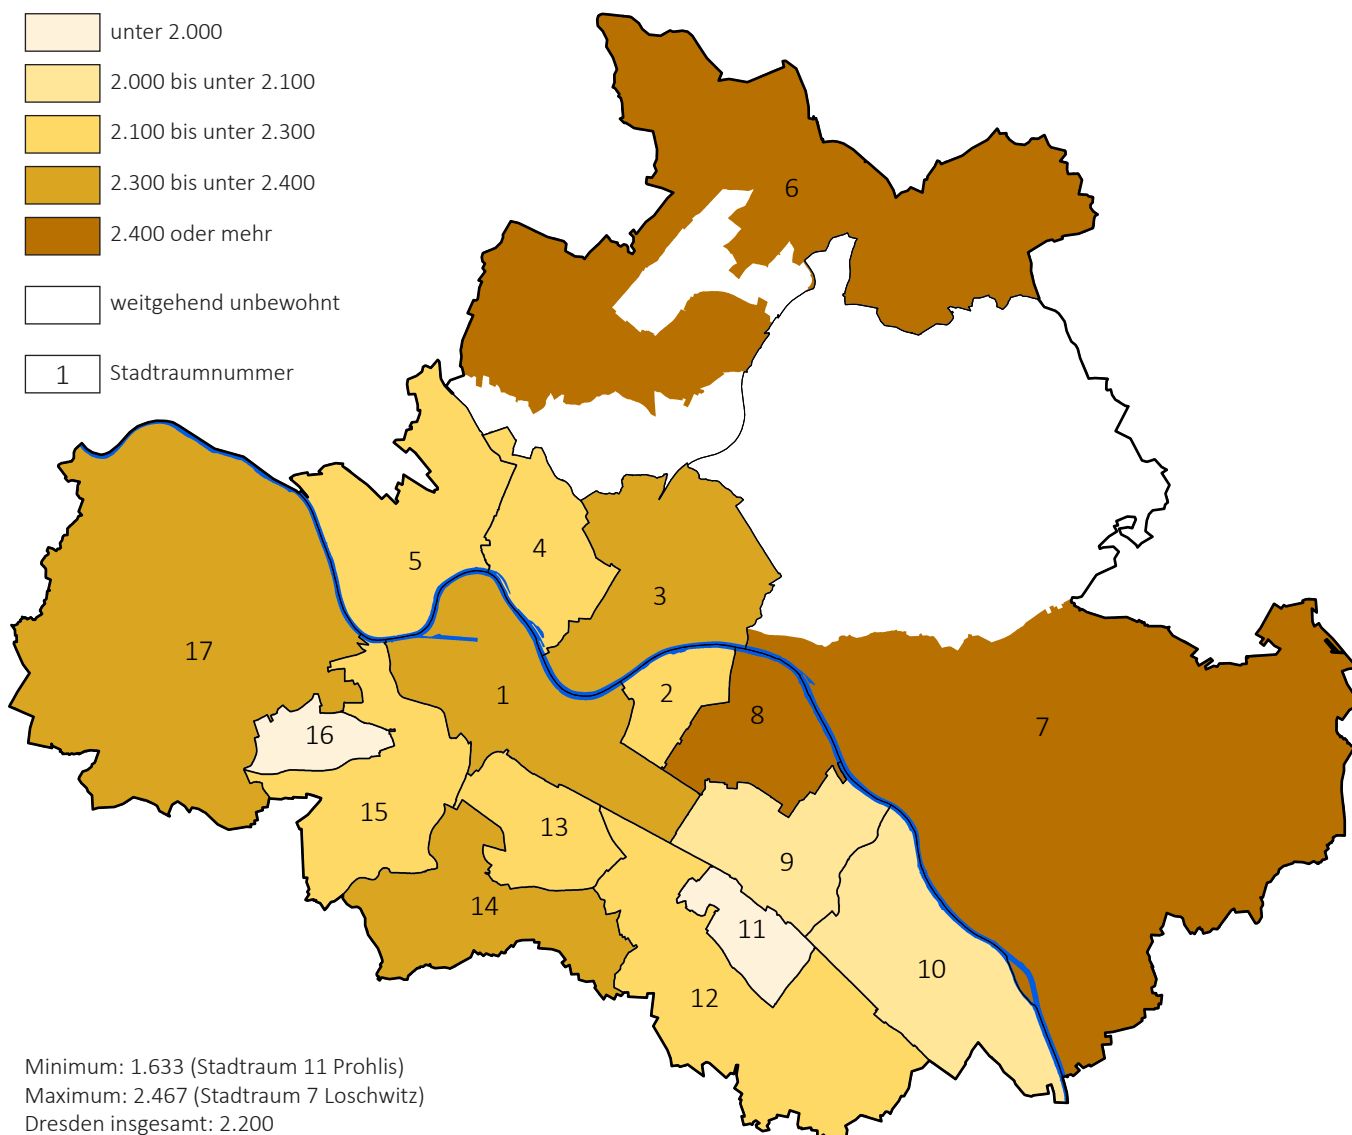 unter 2.000
2.000 bis unter 2.100
2.100 bis unter 2.300
2.300 bis unter 2.400
2.400 oder mehr
weitgehend unbewohnt
1 Stadtraumnummer
6
5
4
3
17
1
2
8
7
16
15
13
9
14
11
10
12
Minimum: 1.633 (Stadtraum 11 Prohlis)
Maximum: 2.467 (Stadtraum 7 Loschwitz)
Dresden insgesamt: 2.200